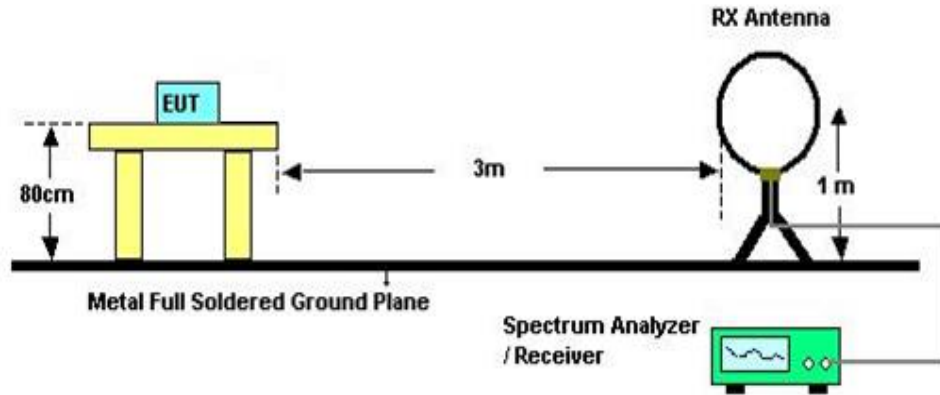 RX Antenna
EUT
3m
80cm
1 m
Metal Full Soldered Ground Plane
Spectrum Analyzer
/ Receiver